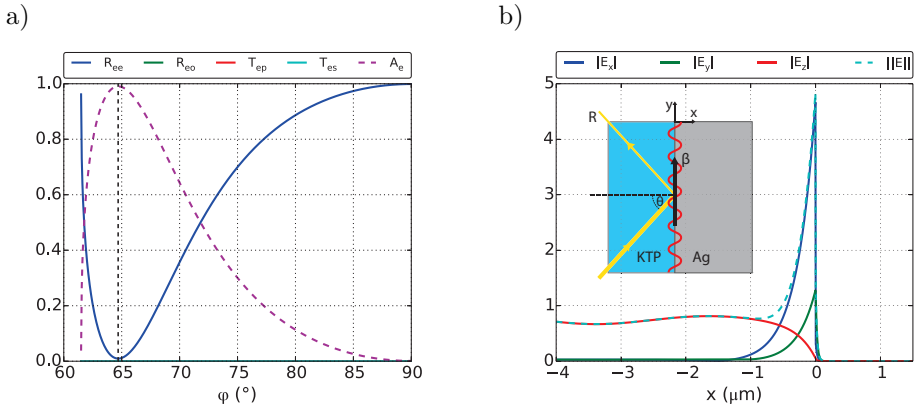 a)
R_ee R_eo T_ep T_es A_e
1.0
0.8
0.6
0.4
0.2
0.0
60 65 70 75 80 85 90
φ (°)
b)
|E_x| |E_y| |E_z| ||E||
5
4
3
2
1
0
y
x
R
β
θ
KTP Ag
−4 −3 −2 −1 0 1
x (μm)